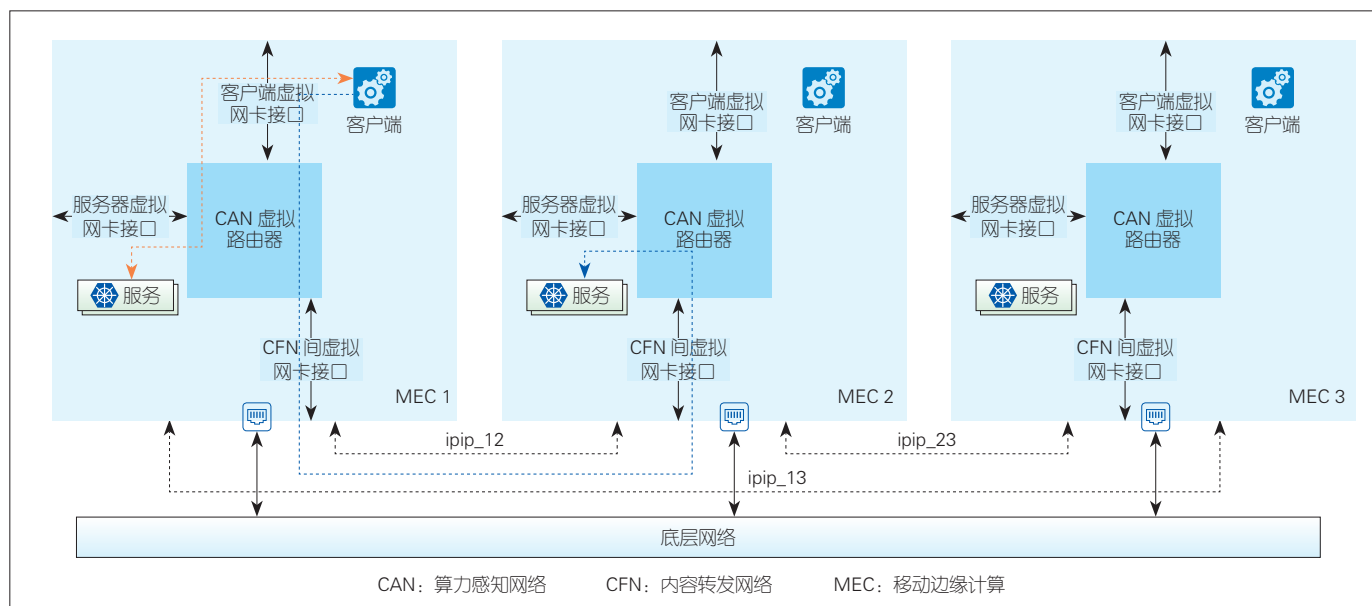 客户端虚拟
网卡接口
客户端
服务器虚拟
网卡接口
CAN 虚拟
路由器
服务
CFN 间虚拟
网卡接口
MEC 1
客户端虚拟
网卡接口
客户端
服务器虚拟
网卡接口
CAN 虚拟
路由器
服务
CFN 间虚拟
网卡接口
MEC 2
客户端虚拟
网卡接口
客户端
服务器虚拟
网卡接口
CAN 虚拟
路由器
服务
CFN 间虚拟
网卡接口
MEC 3
ipip_12
ipip_23
ipip_13
底层网络
CAN：算力感知网络 CFN：内容转发网络 MEC：移动边缘计算